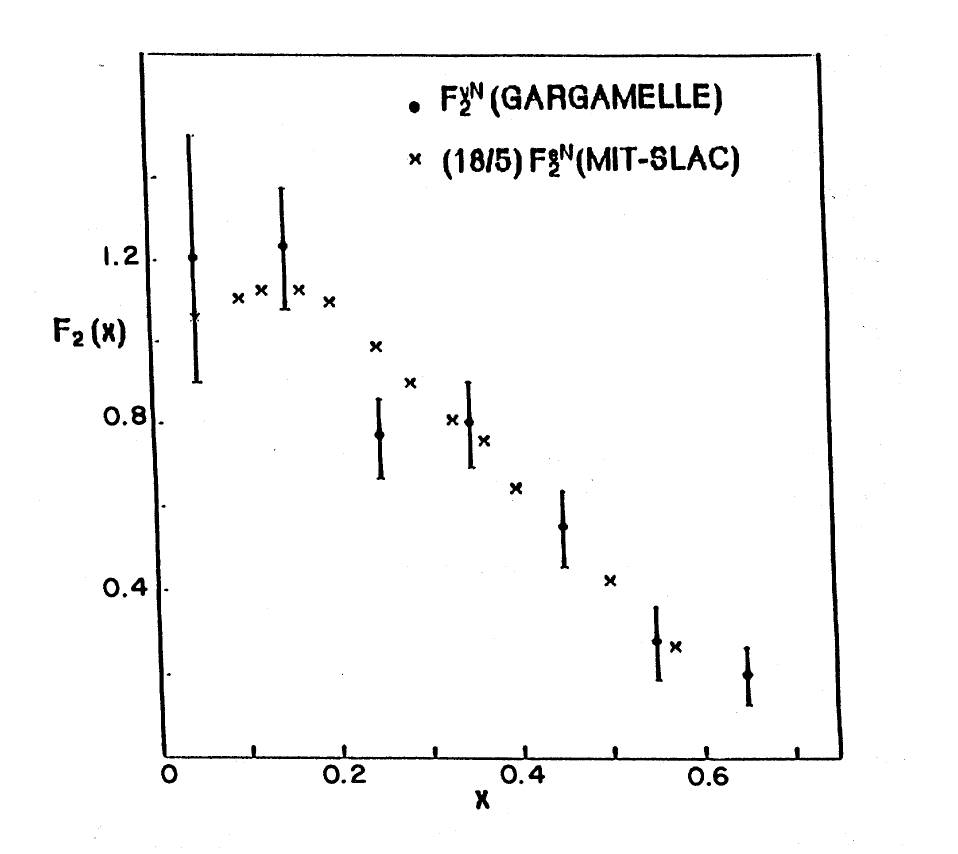 F₂^νN (GARGAMELLE)
(18/5) F₂^eN (MIT-SLAC)
1.2
F₂ (X)
0.8
0.4
0 0.2 0.4 0.6
X